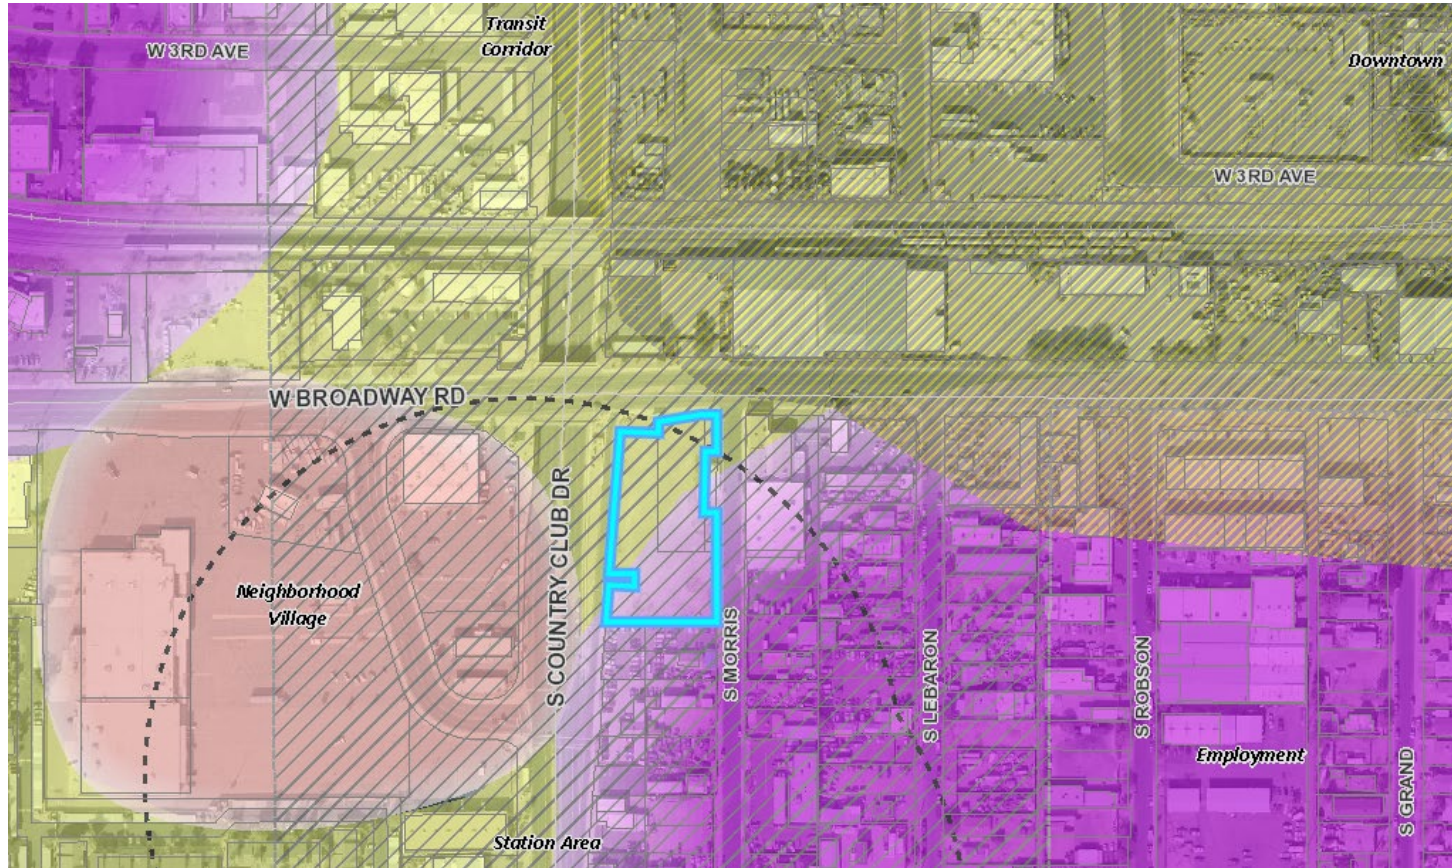 Transit
Corridor
W 3RD AVE
Downtown
W 3RD AVE
W BROADWAY RD
S COUNTRY CLUB DR
Neighborhood
Village
S MORRIS
S LEBARON
S ROBSON
Employment
S GRAND
Station Area